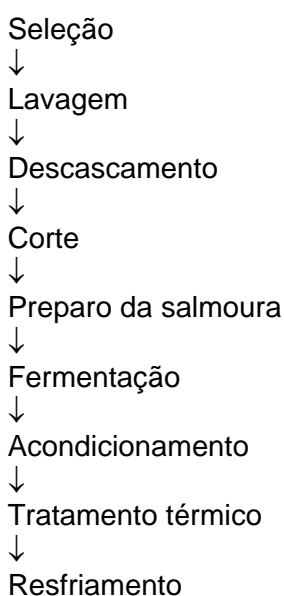 Seleção
↓
Lavagem
↓
Descascamento
↓
Corte
↓
Preparo da salmoura
↓
Fermentação
↓
Acondicionamento
↓
Tratamento térmico
↓
Resfriamento